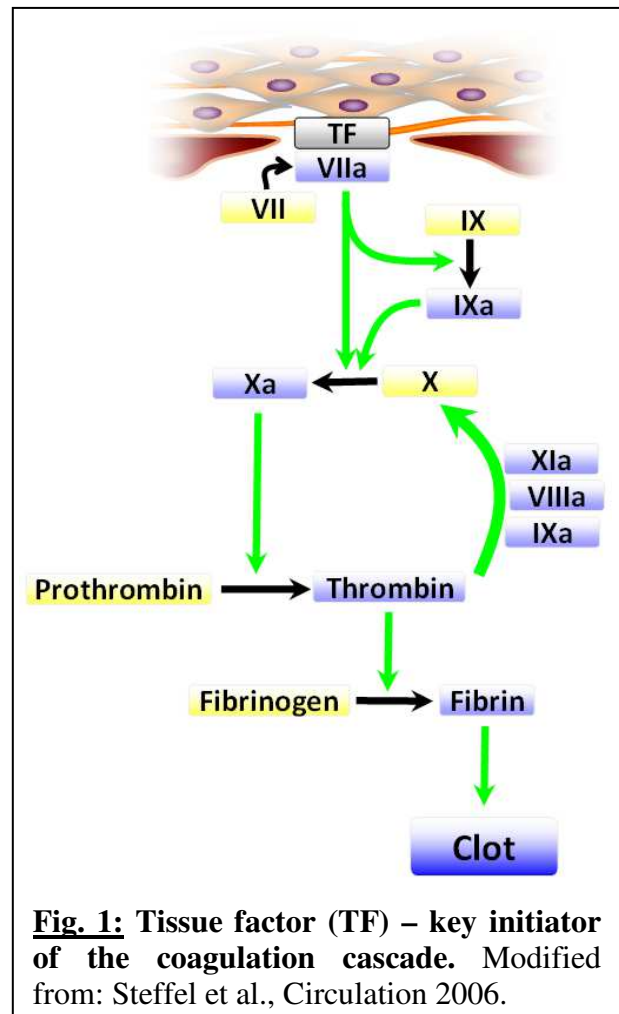 TF
VIIa
VII
IX
IXa
Xa
X
XIa
VIIIa
IXa
Prothrombin
Thrombin
Fibrinogen
Fibrin
Clot
Fig. 1: Tissue factor (TF) – key initiator
of the coagulation cascade. Modified
from: Steffel et al., Circulation 2006.